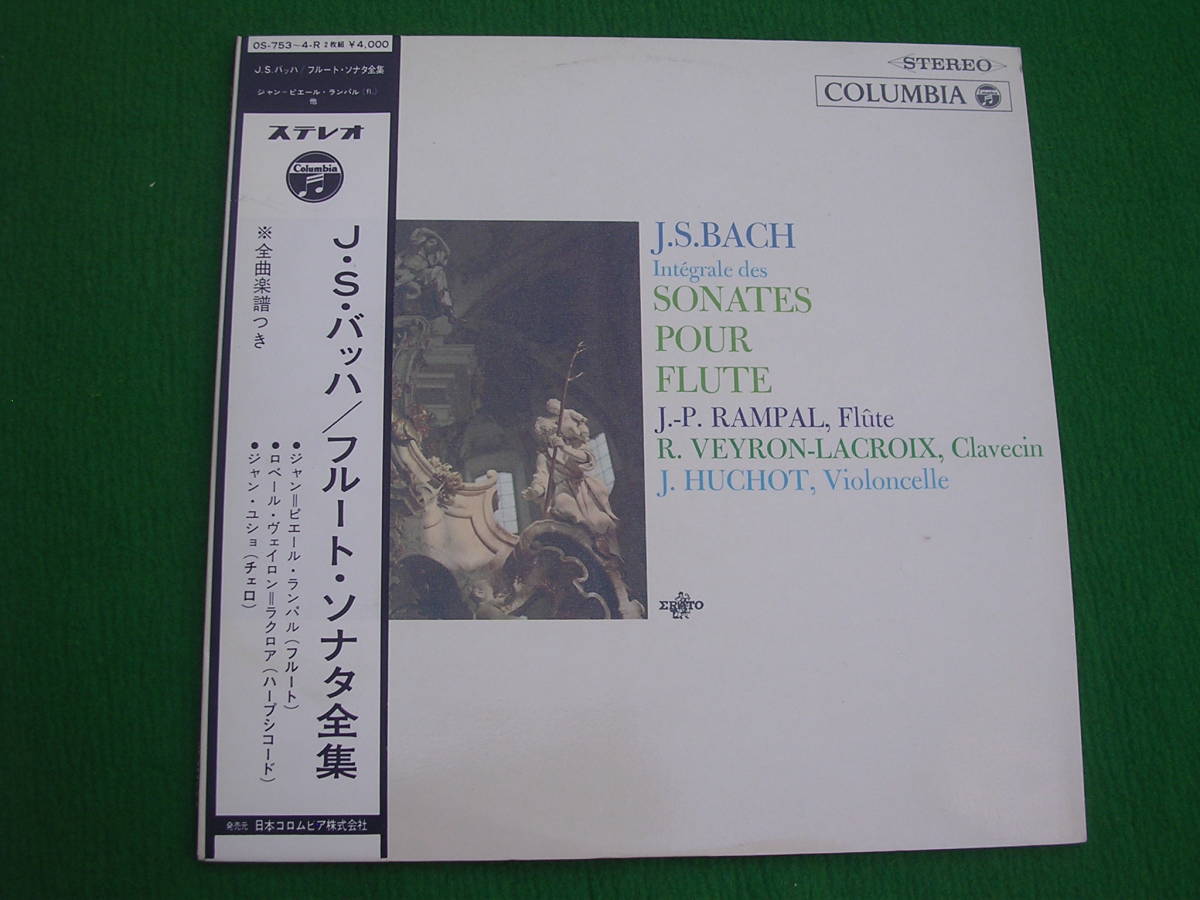 OS-753~4-R 2枚組 ¥4,000
J.S.バッハ/フルート・ソナタ全集
ジャン=ピエール・ランパル(fl.)
他
ステレオ
Columbia
J・S・バッハ/フルート・ソナタ全集
※全曲楽譜つき
•ジャン=ピエール・ランパル(フルート)
•ロベール・ヴェイロン=ラクロア(ハープシコード)
•ジャン・ユショ(チェロ)
発売元 日本コロムビア株式会社
STEREO
COLUMBIA
J.S.BACH
Intégrale des
SONATES
POUR
FLUTE
J.-P. RAMPAL, Flûte
R. VEYRON-LACROIX, Clavecin
J. HUCHOT, Violoncelle
ΣRATO